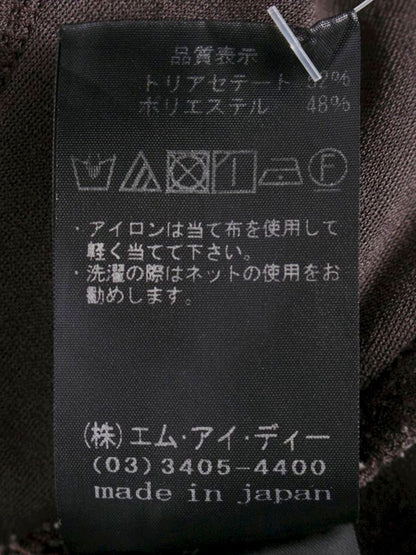 品質表示
トリアセテート 52%
ポリエステル 48%
・アイロンは当て布を使用して
軽く当てて下さい。
・洗濯の際はネットの使用をお
勧めします。
(株)エム・アイ・ディー
(03)3405-4400
made in japan